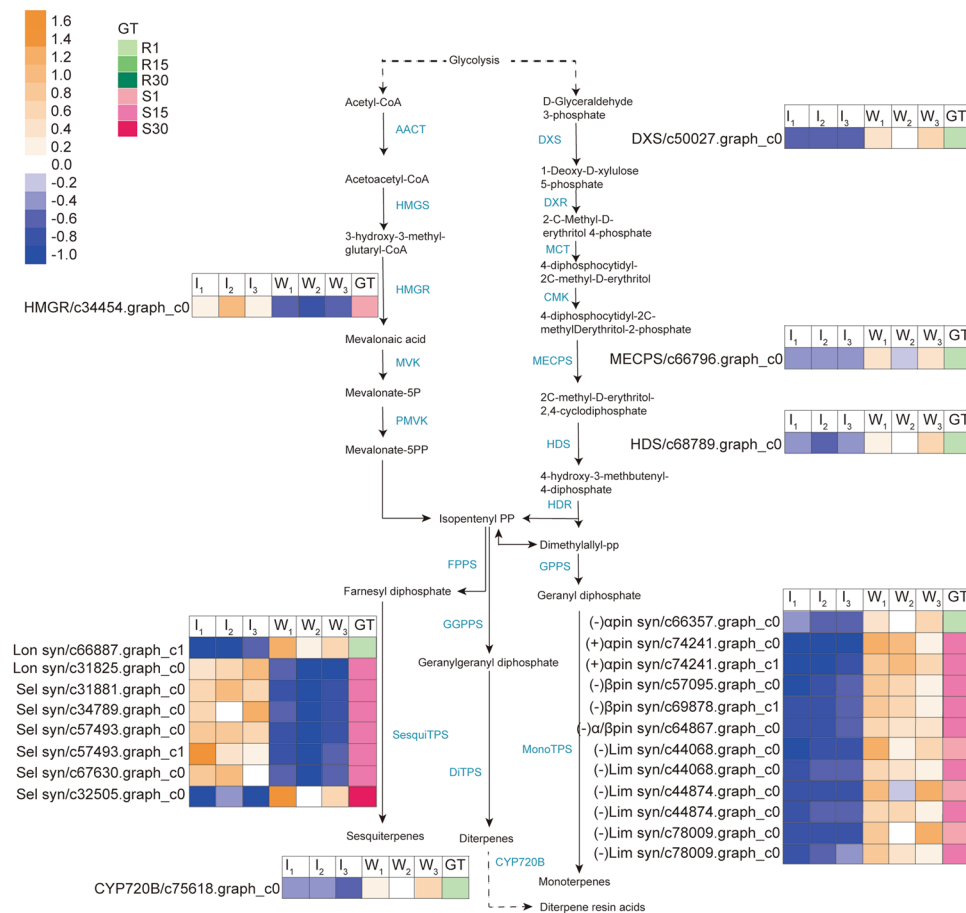 1.6
1.4
1.2
1.0
0.8
0.6
0.4
0.2
0.0
-0.2
-0.4
-0.6
-0.8
-1.0
GT
R1
R15
R30
S1
S15
S30
Glycolysis
Acetyl-CoA
AACT
Acetoacetyl-CoA
HMGS
3-hydroxy-3-methyl-
glutaryl-CoA
HMGR
I₁ I₂ I₃ W₁ W₂ W₃ GT
HMGR/c34454.graph_c0
Mevalonaic acid
MVK
Mevalonate-5P
PMVK
Mevalonate-5PP
D-Glyceraldehyde
3-phosphate
DXS
I₁ I₂ I₃ W₁ W₂ W₃ GT
DXS/c50027.graph_c0
1-Deoxy-D-xylulose
5-phosphate
DXR
2-C-Methyl-D-
erythritol 4-phosphate
MCT
4-diphosphocytidyl-
2C-methyl-D-erythritol
CMK
4-diphosphocytidyl-2C-
methylDerythritol-2-phosphate
MECPS
I₁ I₂ I₃ W₁ W₂ W₃ GT
MECPS/c66796.graph_c0
2C-methyl-D-erythritol-
2,4-cyclodiphosphate
HDS
I₁ I₂ I₃ W₁ W₂ W₃ GT
HDS/c68789.graph_c0
4-hydroxy-3-methbutenyl-
4-diphosphate
HDR
Isopentenyl PP
Dimethylallyl-pp
FPPS
GPPS
Farnesyl diphosphate
Geranyl diphosphate
GGPPS
Geranylgeranyl diphosphate
I₁ I₂ I₃ W₁ W₂ W₃ GT
Lon syn/c66887.graph_c1
Lon syn/c31825.graph_c0
Sel syn/c31881.graph_c0
Sel syn/c34789.graph_c0
Sel syn/c57493.graph_c0
Sel syn/c57493.graph_c1
Sel syn/c67630.graph_c0
Sel syn/c32505.graph_c0
SesquiTPS
DiTPS
MonoTPS
I₁ I₂ I₃ W₁ W₂ W₃ GT
(-)αpin syn/c66357.graph_c0
(+)αpin syn/c74241.graph_c0
(+)αpin syn/c74241.graph_c1
(-)βpin syn/c57095.graph_c0
(-)βpin syn/c69878.graph_c1
(-)α/βpin syn/c64867.graph_c0
(-)Lim syn/c44068.graph_c0
(-)Lim syn/c44068.graph_c0
(-)Lim syn/c44874.graph_c0
(-)Lim syn/c44874.graph_c0
(-)Lim syn/c78009.graph_c0
(-)Lim syn/c78009.graph_c0
Sesquiterpenes
Diterpenes
CYP720B
I₁ I₂ I₃ W₁ W₂ W₃ GT
CYP720B/c75618.graph_c0
Monoterpenes
Diterpene resin acids